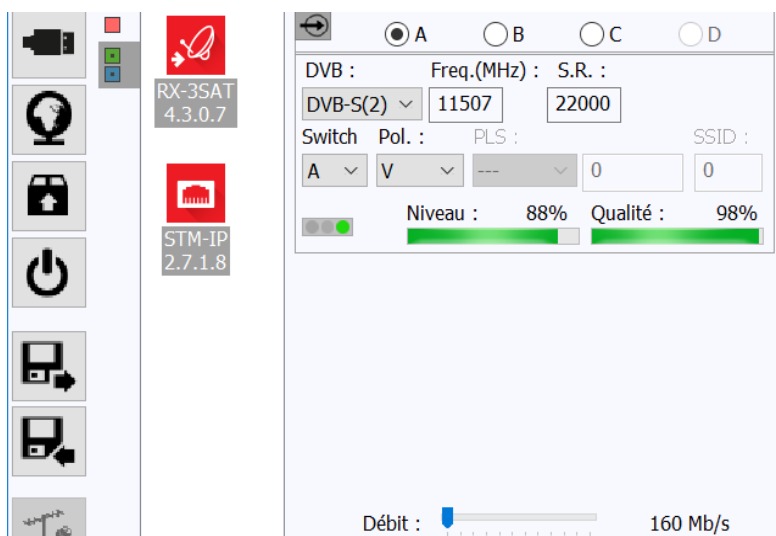 A B C D
DVB : Freq.(MHz) : S.R. :
DVB-S(2) 11507 22000
Switch Pol. : PLS : SSID :
A V --- 0 0
Niveau : 88% Qualité : 98%
RX-3SAT
4.3.0.7
STM-IP
2.7.1.8
Débit : 160 Mb/s